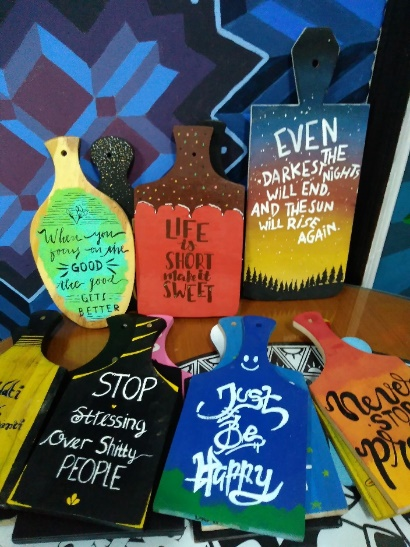 EVEN
THE
DARKEST NIGHTS
WILL END.
AND THE SUN
WILL RISE
AGAIN.
LIFE
is
SHORT
make it
SWEET
When you
focus on the
GOOD
the good
GETS
BETTER
STOP
Stressing
Over Shitty
PEOPLE
Just
Be
Happy
Never
STOP